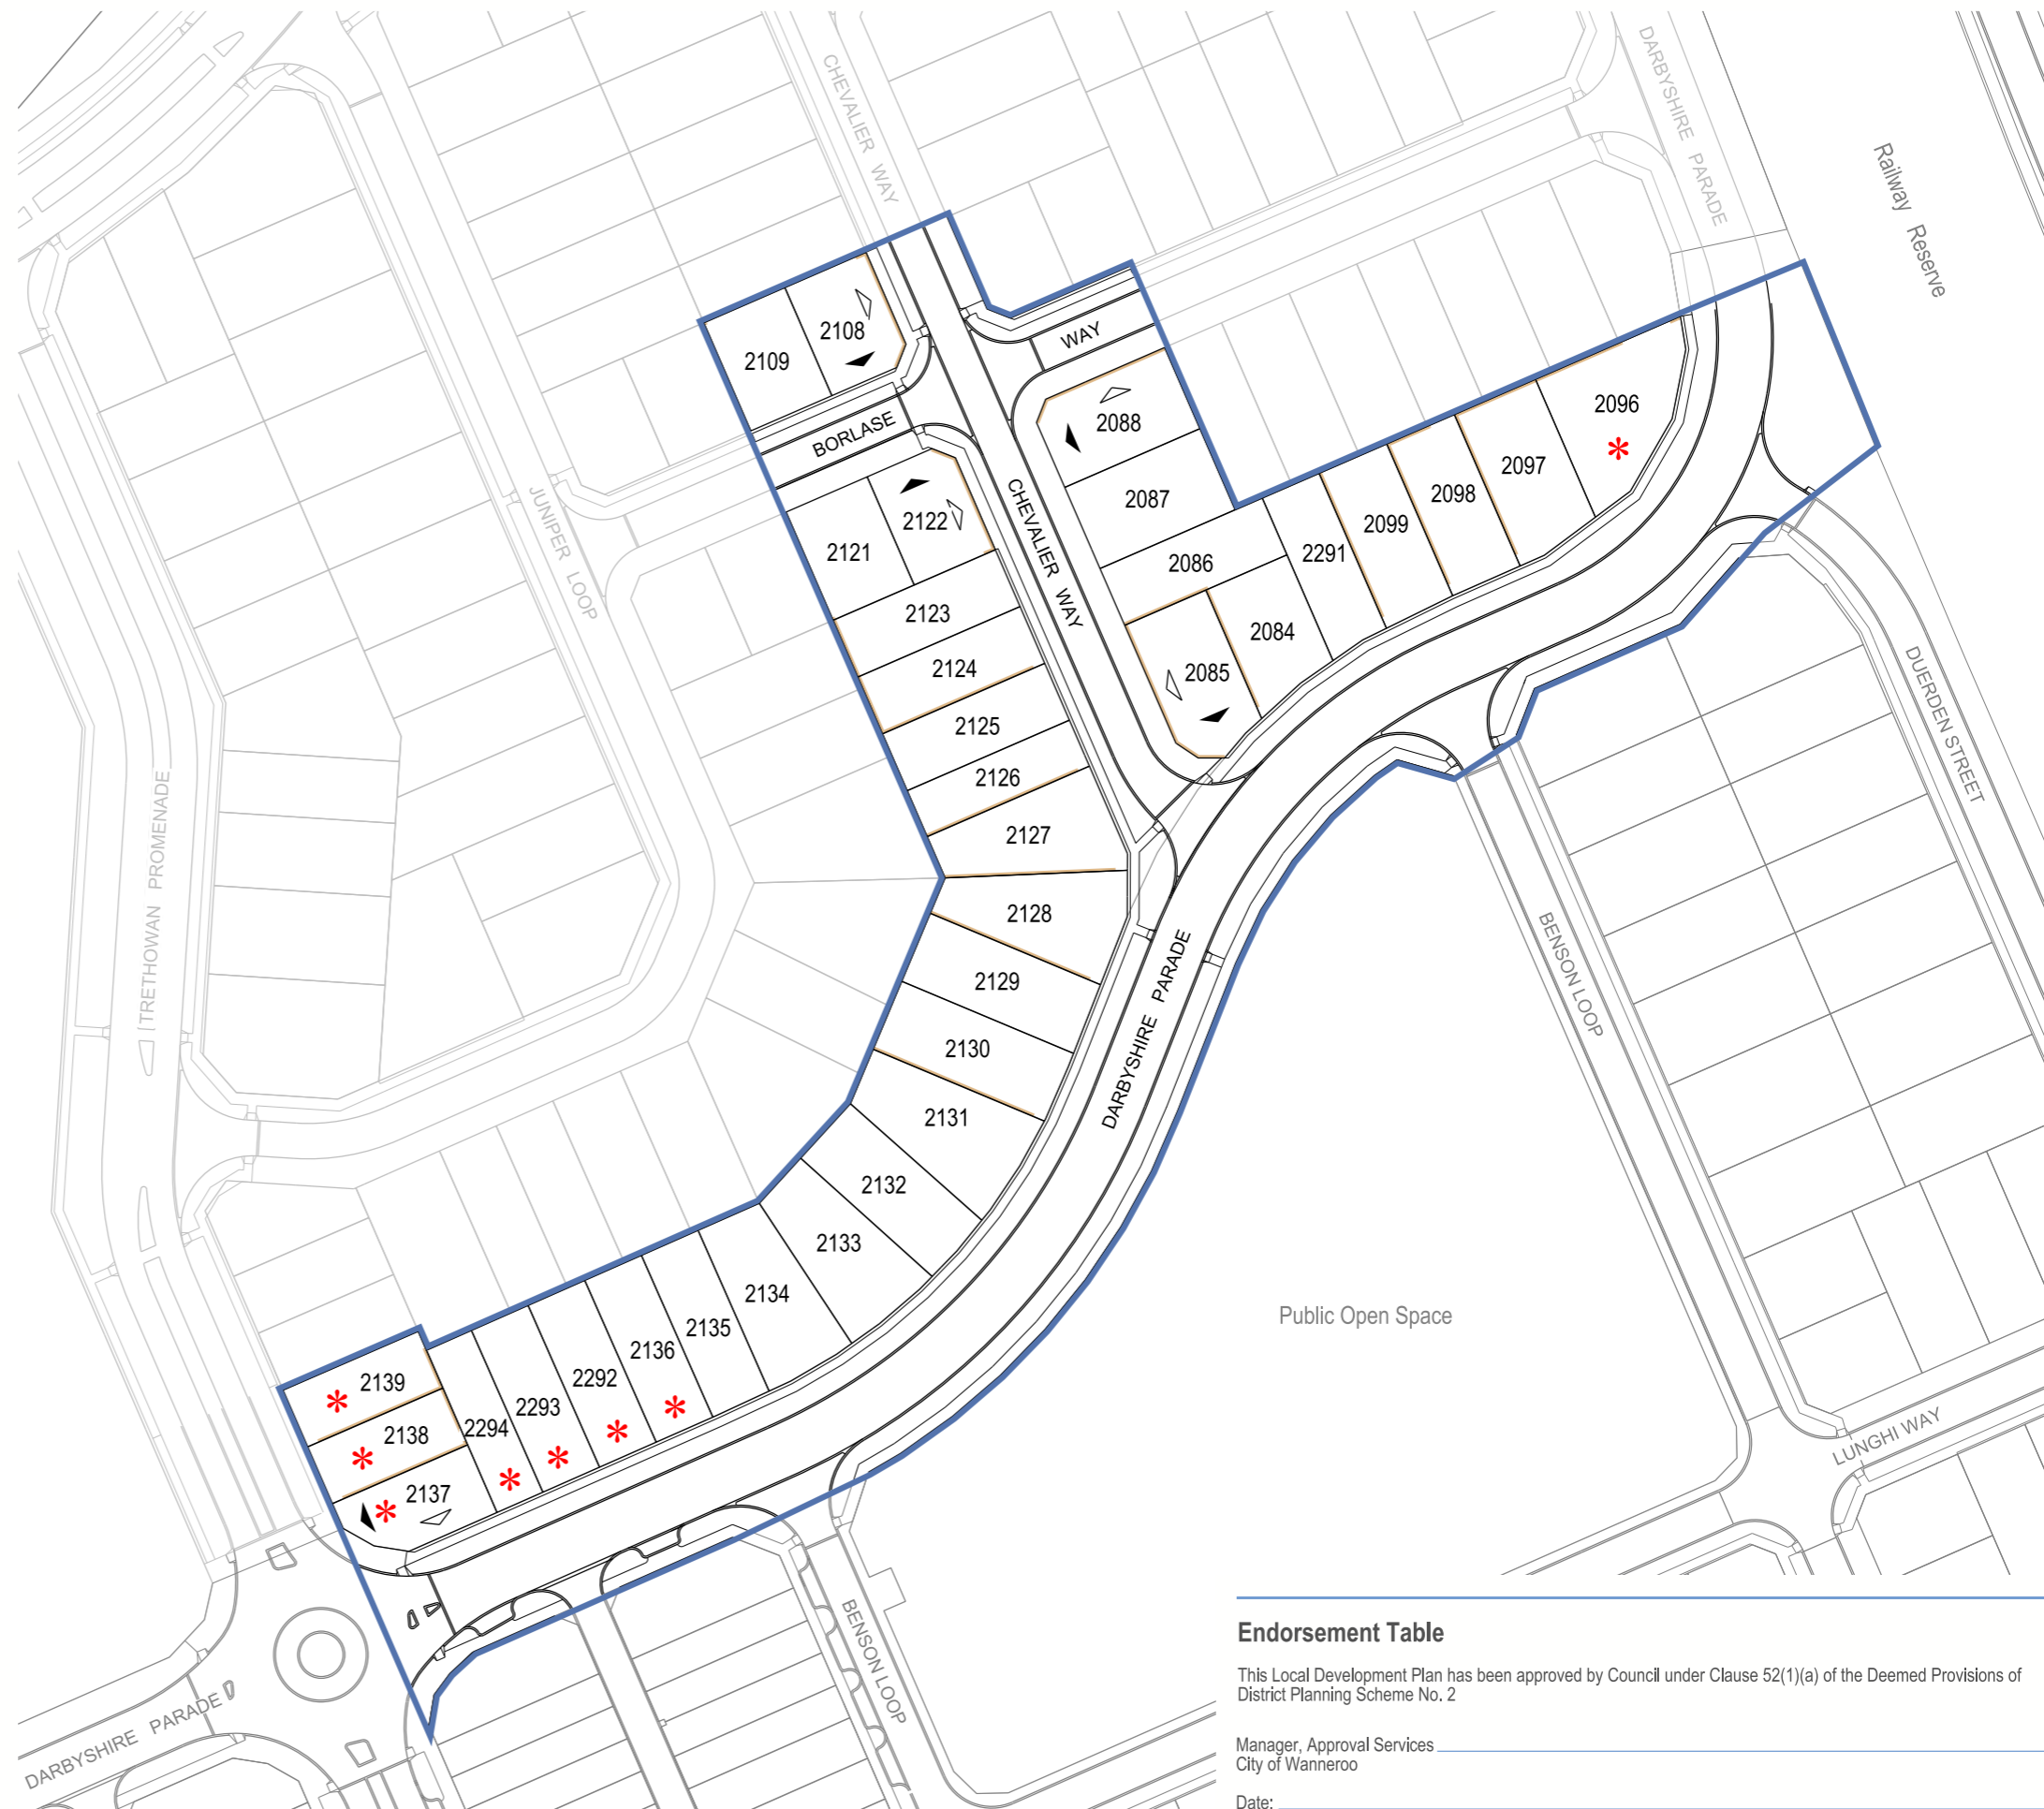 CHEVALIER WAY
DARBYSHIRE PARADE
Railway Reserve
2108
2109
WAY
BORLASE
2088
2096
2087
2097
2098
2099
2291
2086
2084
2085
JUNIPER LOOP
2121
2122
CHEVALIER WAY
2123
2124
2125
2126
2127
2128
2129
2130
2131
2132
2133
2134
2135
2136
2292
2293
2294
2139
2138
2137
DUERDEN STREET
TRETHOWAN PROMENADE
DARBYSHIRE PARADE
BENSON LOOP
Public Open Space
LUNGHI WAY
BENSON LOOP
DARBYSHIRE PARADE
Endorsement Table
This Local Development Plan has been approved by Council under Clause 52(1)(a) of the Deemed Provisions of
District Planning Scheme No. 2
Manager, Approval Services
City of Wanneroo
Date: